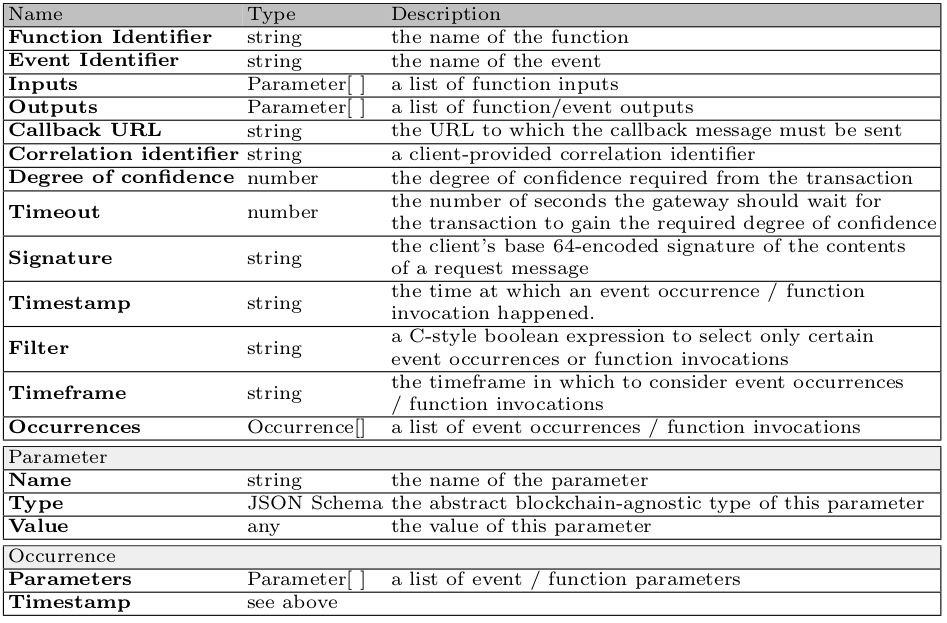 Name Type Description
Function Identifier string the name of the function
Event Identifier string the name of the event
Inputs Parameter[ ] a list of function inputs
Outputs Parameter[ ] a list of function/event outputs
Callback URL string the URL to which the callback message must be sent
Correlation identifier string a client-provided correlation identifier
Degree of confidence number the degree of confidence required from the transaction
Timeout number the number of seconds the gateway should wait for
the transaction to gain the required degree of confidence
Signature string the client's base 64-encoded signature of the contents
of a request message
Timestamp string the time at which an event occurrence / function
invocation happened.
Filter string a C-style boolean expression to select only certain
event occurrences or function invocations
Timeframe string the timeframe in which to consider event occurrences
/ function invocations
Occurrences Occurrence[] a list of event occurrences / function invocations
Parameter
Name string the name of the parameter
Type JSON Schema the abstract blockchain-agnostic type of this parameter
Value any the value of this parameter
Occurrence
Parameters Parameter[ ] a list of event / function parameters
Timestamp see above